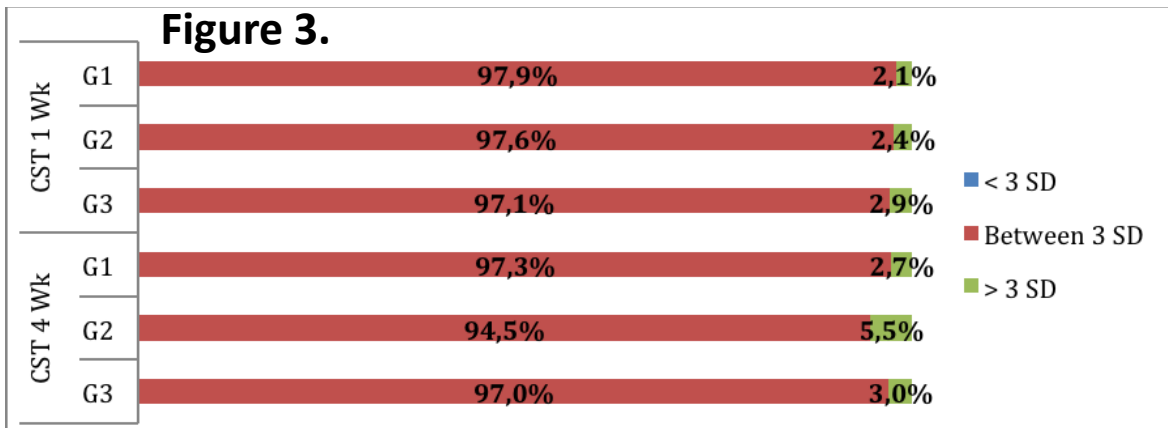 Figure 3.
CST 1 Wk
G1
97,9%
2,1%
G2
97,6%
2,4%
G3
97,1%
2,9%
CST 4 Wk
G1
97,3%
2,7%
G2
94,5%
5,5%
G3
97,0%
3,0%
< 3 SD
Between 3 SD
> 3 SD